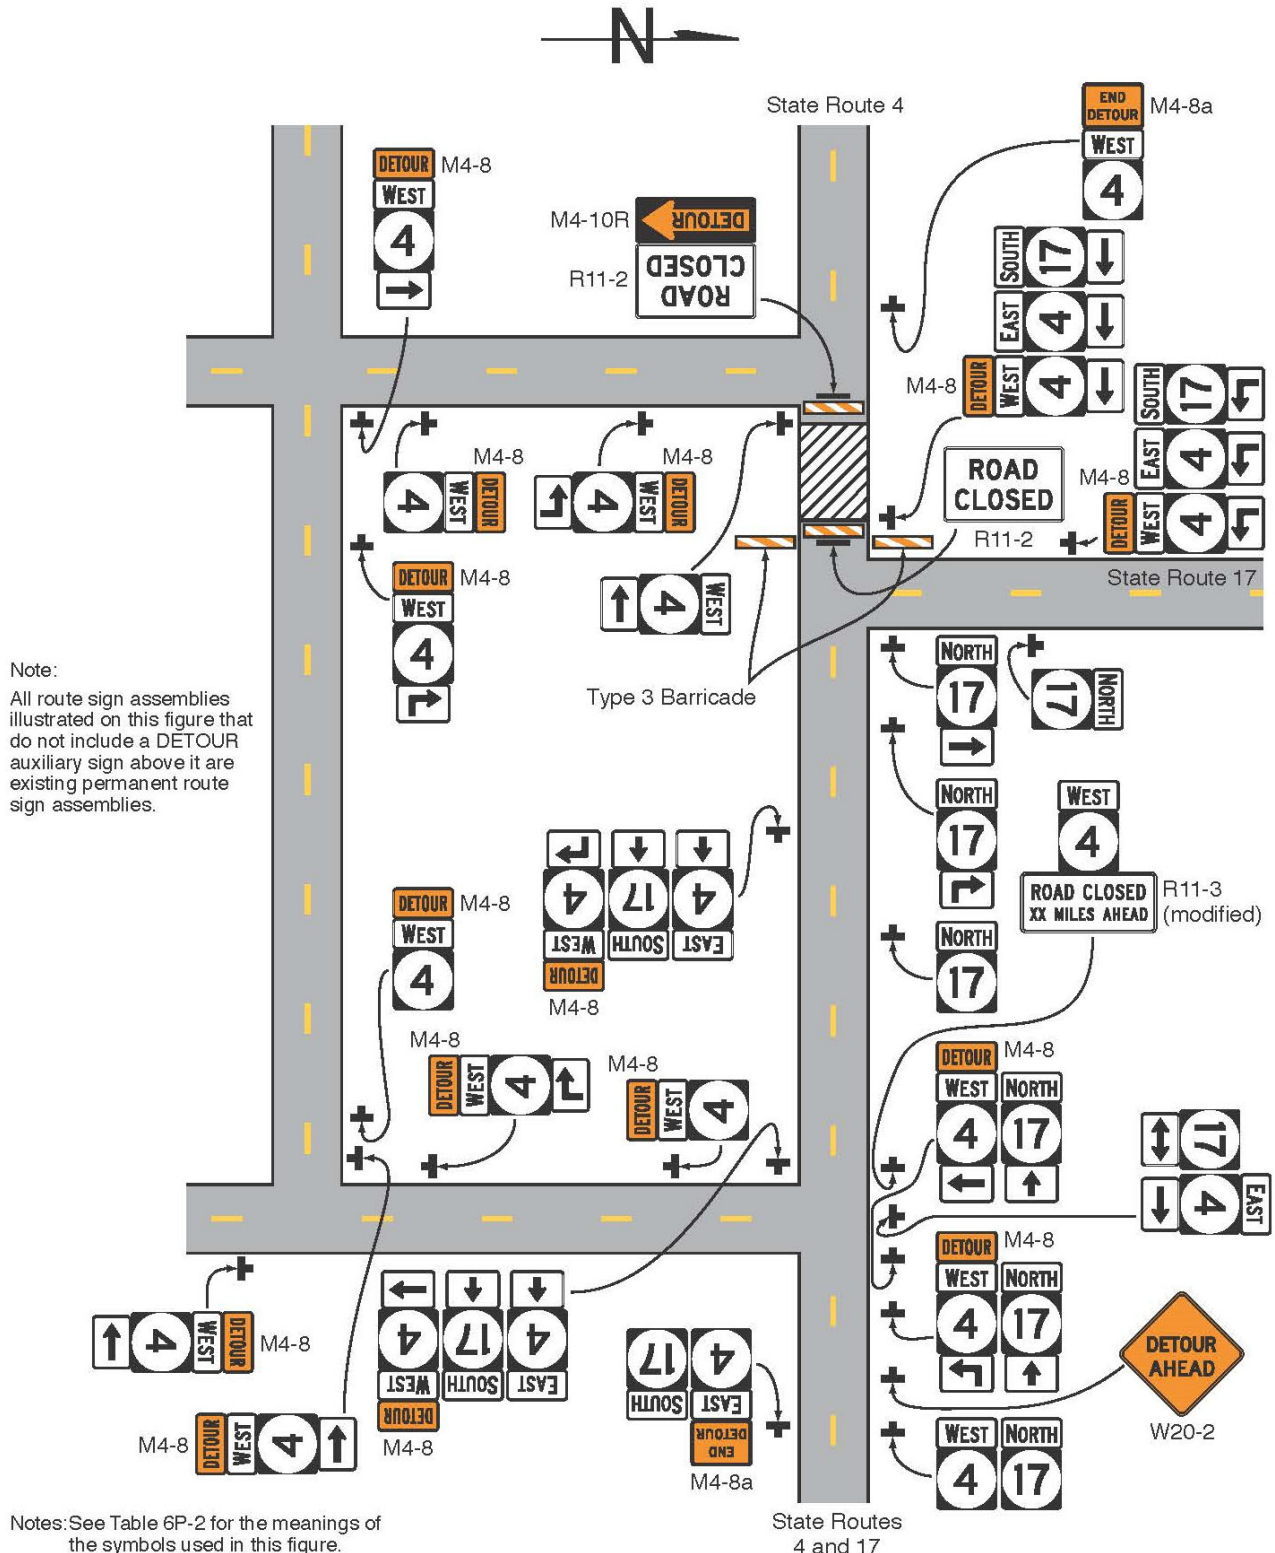 N
State Route 4
END
DETOUR
M4-8a
WEST
4
DETOUR
M4-8
WEST
4
M4-10R
DETOUR
R11-2
ROAD
CLOSED
SOUTH
17
EAST
4
M4-8
DETOUR
WEST
4
SOUTH
17
EAST
4
M4-8
DETOUR
WEST
4
ROAD
CLOSED
R11-2
M4-8
4
WEST
DETOUR
M4-8
4
WEST
DETOUR
State Route 17
DETOUR
M4-8
WEST
4
4
WEST
Type 3 Barricade
NORTH
17
17
NORTH
Note:
All route sign assemblies
illustrated on this figure that
do not include a DETOUR
auxiliary sign above it are
existing permanent route
sign assemblies.
NORTH
17
WEST
4
ROAD CLOSED
XX MILES AHEAD
R11-3
(modified)
NORTH
17
4
17
4
WEST
SOUTH
EAST
DETOUR
M4-8
DETOUR
M4-8
WEST
4
M4-8
DETOUR
WEST
4
M4-8
DETOUR
WEST
4
DETOUR
M4-8
WEST
NORTH
4
17
17
4
EAST
DETOUR
M4-8
WEST
NORTH
4
17
4
WEST
DETOUR
M4-8
4
17
4
WEST
SOUTH
EAST
DETOUR
M4-8
17
4
SOUTH
EAST
END
DETOUR
M4-8a
DETOUR
AHEAD
W20-2
M4-8
DETOUR
WEST
4
WEST
NORTH
4
17
State Routes
4 and 17
Notes:See Table 6P-2 for the meanings of
the symbols used in this figure.